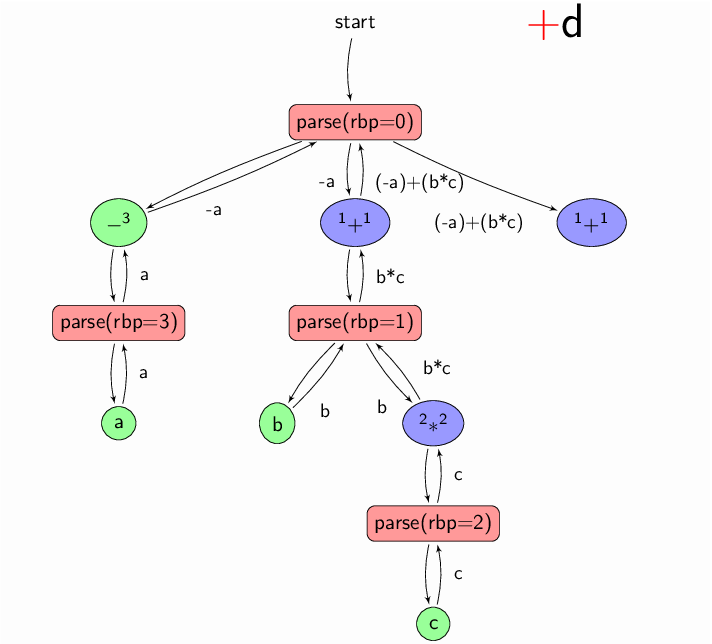 start
+d
parse(rbp=0)
-a
(-a)+(b*c)
-a
(-a)+(b*c)
−³
¹+¹
¹+¹
a
b*c
parse(rbp=3)
parse(rbp=1)
a
b*c
b
b
a
b
²*²
c
parse(rbp=2)
c
c